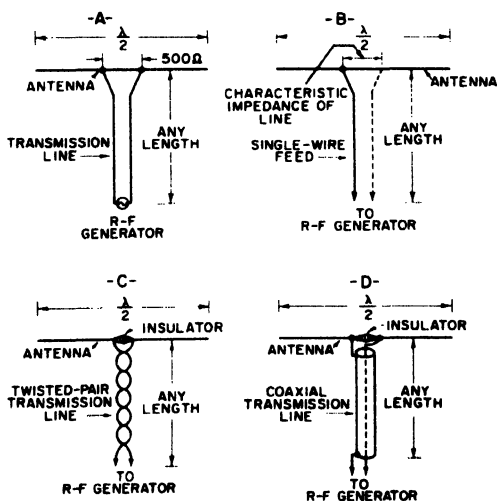 -A-
λ
2
500Ω
ANTENNA
TRANSMISSION
LINE
ANY
LENGTH
R-F
GENERATOR
-B-
λ
2
CHARACTERISTIC
IMPEDANCE OF
LINE
ANTENNA
SINGLE-WIRE
FEED
ANY
LENGTH
TO
R-F GENERATOR
-C-
λ
2
INSULATOR
ANTENNA
TWISTED-PAIR
TRANSMISSION
LINE
ANY
LENGTH
TO
R-F GENERATOR
-D-
λ
2
INSULATOR
ANTENNA
COAXIAL
TRANSMISSION
LINE
ANY
LENGTH
TO
R-F GENERATOR